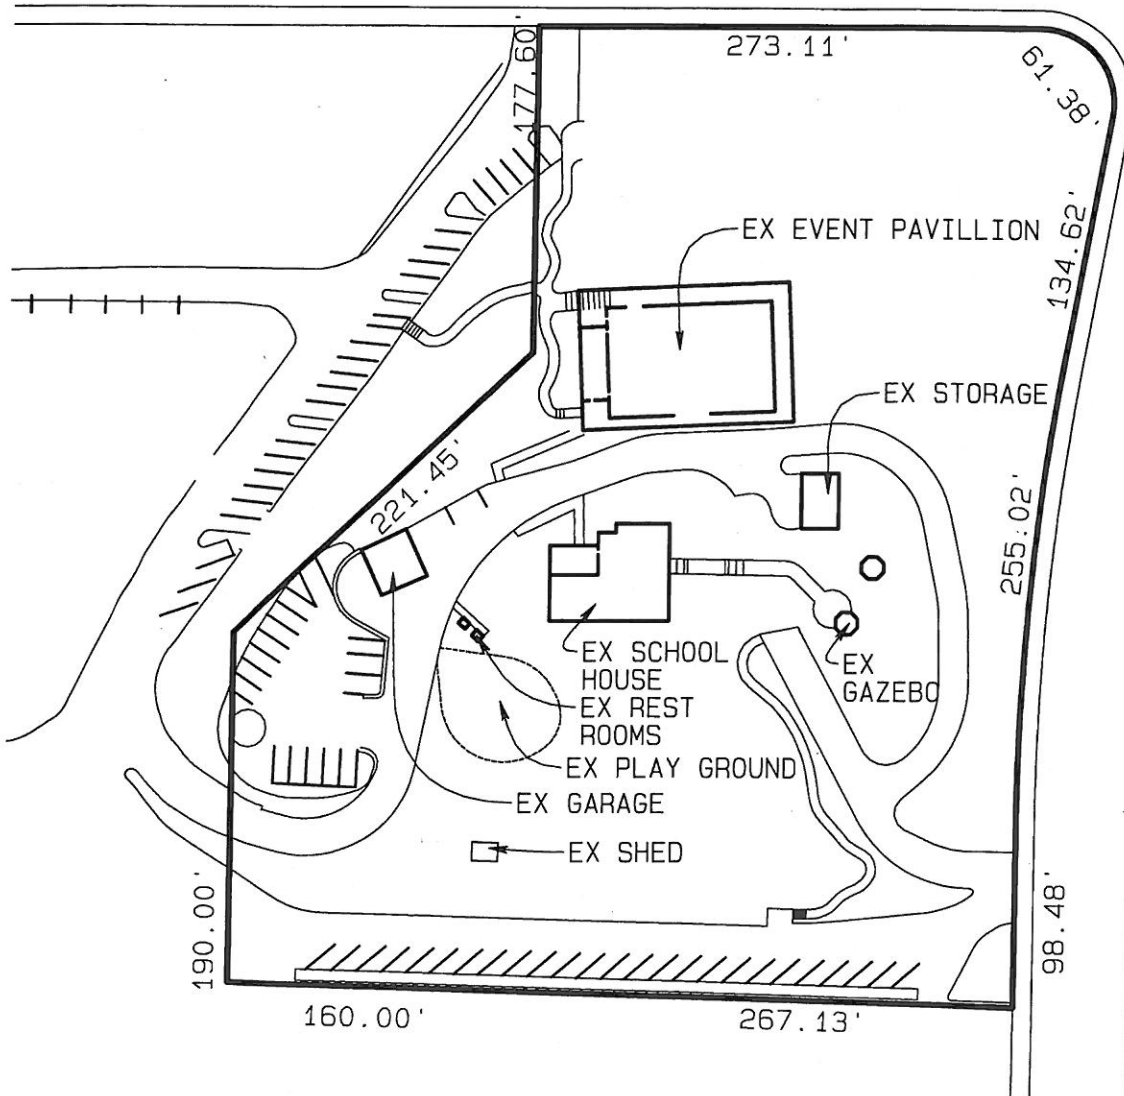 273.11'
177.60'
61.38'
134.62'
EX EVENT PAVILLION
EX STORAGE
221.45'
255.02'
EX SCHOOL
HOUSE
EX
GAZEBO
EX REST
ROOMS
EX PLAY GROUND
EX GARAGE
EX SHED
190.00'
98.48'
160.00'
267.13'